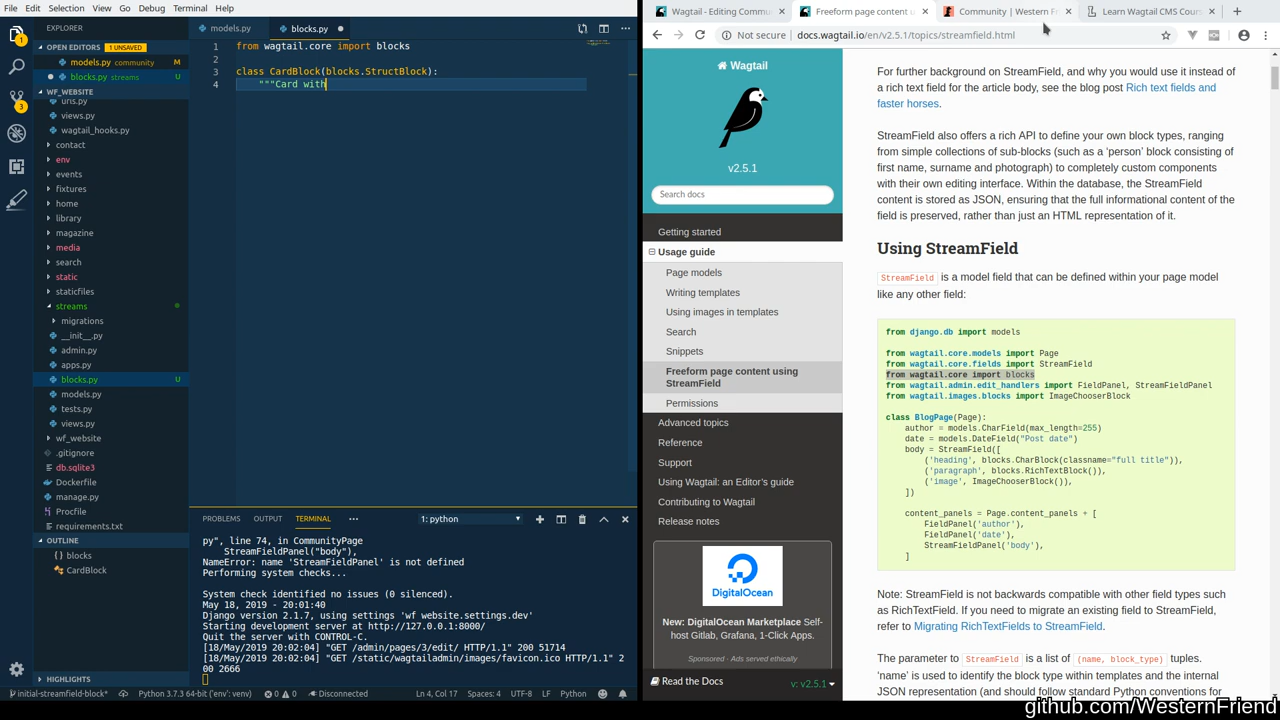 File Edit Selection View Go Debug Terminal Help
EXPLORER
OPEN EDITORS 1 UNSAVED
models.py community M
blocks.py streams U
WF_WEBSITE
urls.py
views.py
wagtail_hooks.py
contact
env
events
fixtures
home
library
magazine
media
search
static
staticfiles
streams
migrations
__init__.py
admin.py
apps.py
blocks.py U
models.py
tests.py
views.py
wf_website
.gitignore
db.sqlite3
Dockerfile
manage.py
Procfile
requirements.txt
OUTLINE
blocks
CardBlock
HIGHLIGHTS
models.py blocks.py
1 from wagtail.core import blocks
2
3 class CardBlock(blocks.StructBlock):
4 """Card with
PROBLEMS OUTPUT TERMINAL ••• 1: python
py", line 74, in CommunityPage
StreamFieldPanel("body"),
NameError: name 'StreamFieldPanel' is not defined
Performing system checks...
System check identified no issues (0 silenced).
May 18, 2019 - 20:01:40
Django version 2.1.7, using settings 'wf_website.settings.dev'
Starting development server at http://127.0.0.1:8000/
Quit the server with CONTROL-C.
[18/May/2019 20:02:04] "GET /admin/pages/3/edit/ HTTP/1.1" 200 51714
[18/May/2019 20:02:04] "GET /static/wagtailadmin/images/favicon.ico HTTP/1.1" 2
00 2666
initial-streamfield-block* Python 3.7.3 64-bit ('env': venv) 0 0 Disconnected Ln 4, Col 17 Spaces: 4 UTF-8 LF Python
Wagtail - Editing Commu Freeform page content u Community | Western Fr Learn Wagtail CMS Cours
Not secure | docs.wagtail.io/en/v2.5.1/topics/streamfield.html
Wagtail
v2.5.1
Search docs
Getting started
Usage guide
Page models
Writing templates
Using images in templates
Search
Snippets
Freeform page content using
StreamField
Permissions
Advanced topics
Reference
Support
Using Wagtail: an Editor's guide
Contributing to Wagtail
Release notes
DigitalOcean
New: DigitalOcean Marketplace Self-
host Gitlab, Grafana, 1-Click Apps.
Sponsored · Ads served ethically
Read the Docs v: v2.5.1
For further background on StreamField, and why you would use it instead of
a rich text field for the article body, see the blog post Rich text fields and
faster horses.
StreamField also offers a rich API to define your own block types, ranging
from simple collections of sub-blocks (such as a 'person' block consisting of
first name, surname and photograph) to completely custom components
with their own editing interface. Within the database, the StreamField
content is stored as JSON, ensuring that the full informational content of the
field is preserved, rather than just an HTML representation of it.
Using StreamField
StreamField is a model field that can be defined within your page model
like any other field:
from django.db import models
from wagtail.core.models import Page
from wagtail.core.fields import StreamField
from wagtail.core import blocks
from wagtail.admin.edit_handlers import FieldPanel, StreamFieldPanel
from wagtail.images.blocks import ImageChooserBlock
class BlogPage(Page):
author = models.CharField(max_length=255)
date = models.DateField("Post date")
body = StreamField([
('heading', blocks.CharBlock(classname="full title")),
('paragraph', blocks.RichTextBlock()),
('image', ImageChooserBlock()),
])
content_panels = Page.content_panels + [
FieldPanel('author'),
FieldPanel('date'),
StreamFieldPanel('body'),
]
Note: StreamField is not backwards compatible with other field types such
as RichTextField. If you need to migrate an existing field to StreamField,
refer to Migrating RichTextFields to StreamField.
The parameter to StreamField is a list of (name, block_type) tuples.
'name' is used to identify the block type within templates and the internal
JSON representation (and should follow standard Python conventions for
github.com/WesternFriend